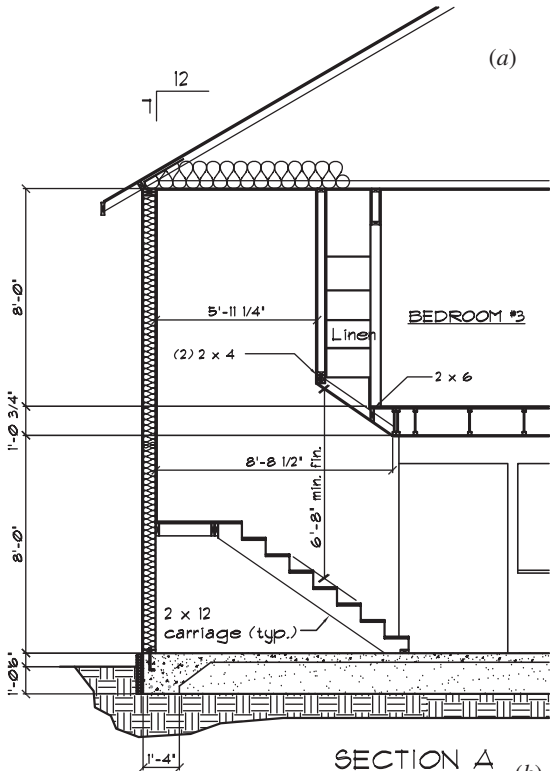 (a)
12
7
8'-0"
5'-11 1/4"
BEDROOM #3
Linen
(2) 2 x 4
2 x 6
1'-0 3/4"
8'-8 1/2"
6'-8" min. fin.
8'-0"
2 x 12
carriage (typ.)
1'-0"
6"
1'-4"
SECTION A
(b)